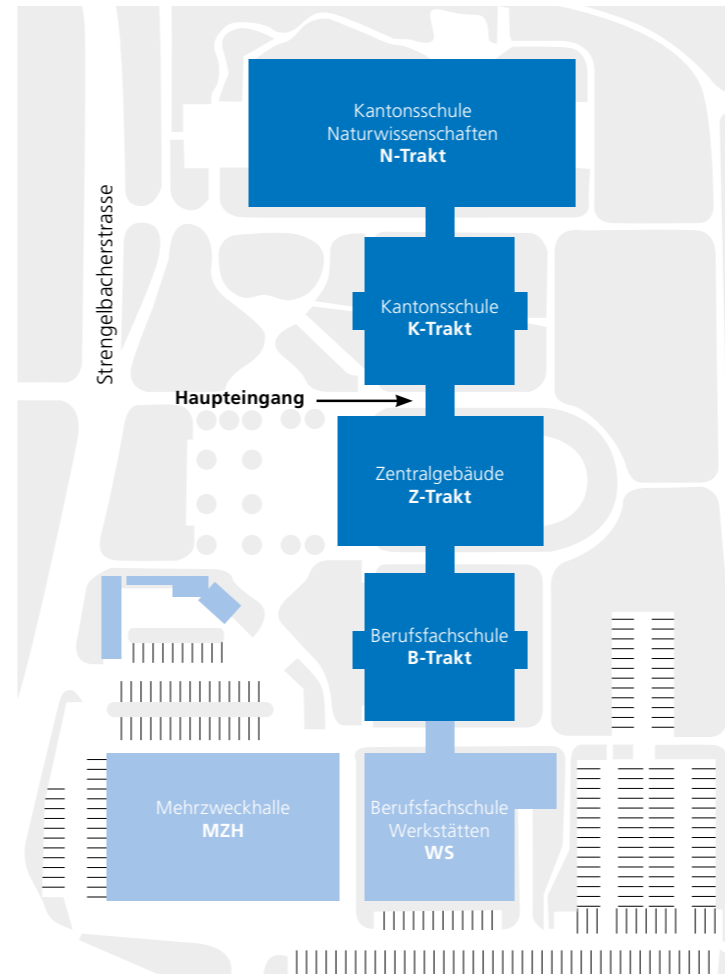 Kantonsschule
Naturwissenschaften
N-Trakt
Strengelbacherstrasse
Kantonsschule
K-Trakt
Haupteingang
Zentralgebäude
Z-Trakt
Berufsfachschule
B-Trakt
Mehrzweckhalle
MZH
Berufsfachschule
Werkstätten
WS